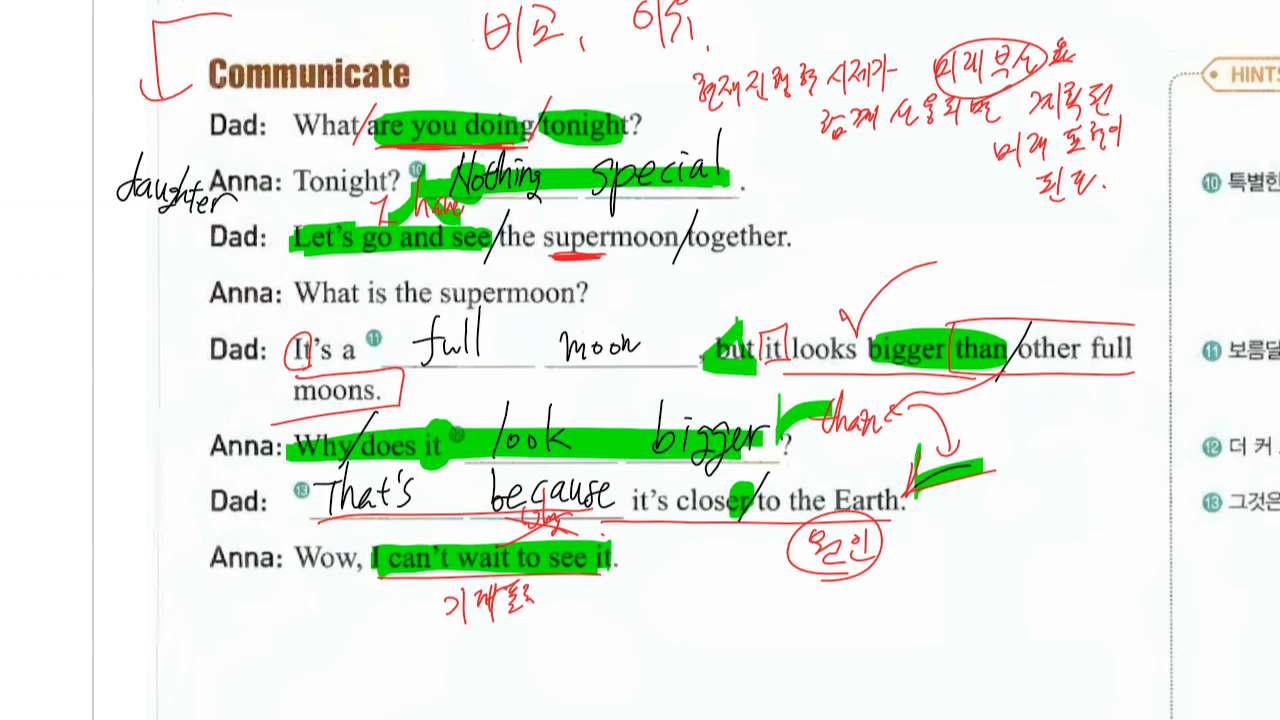 비교, 이유,
Communicate
현재진행형 시제가 미래부사와
함께 사용되면 계획된
미래 표현이
된다.
HINTS
Dad: What/are you doing/tonight?
daughter Anna: Tonight? ⑩ Nothing special.
I have
⑩ 특별한
Dad: Let's go and see/the supermoon/together.
Anna: What is the supermoon?
Dad: It's a ⑪ full moon, but it looks bigger than/other full
moons.
⑪ 보름달
than
Anna: Why/does it ⑫ look bigger?
⑫ 더 커
Dad: ⑬ That's because it's closer/to the Earth.
why
⑬ 그것은
원인
Anna: Wow, I can't wait to see it.
기대표현